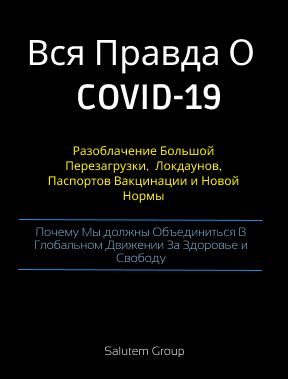 Вся Правда О
COVID-19
Разоблачение Большой
Перезагрузки, Локдаунов,
Паспортов Вакцинации и Новой
Нормы
Почему Мы должны Объединиться В
Глобальном Движении За Здоровье и
Свободу
Salutem Group